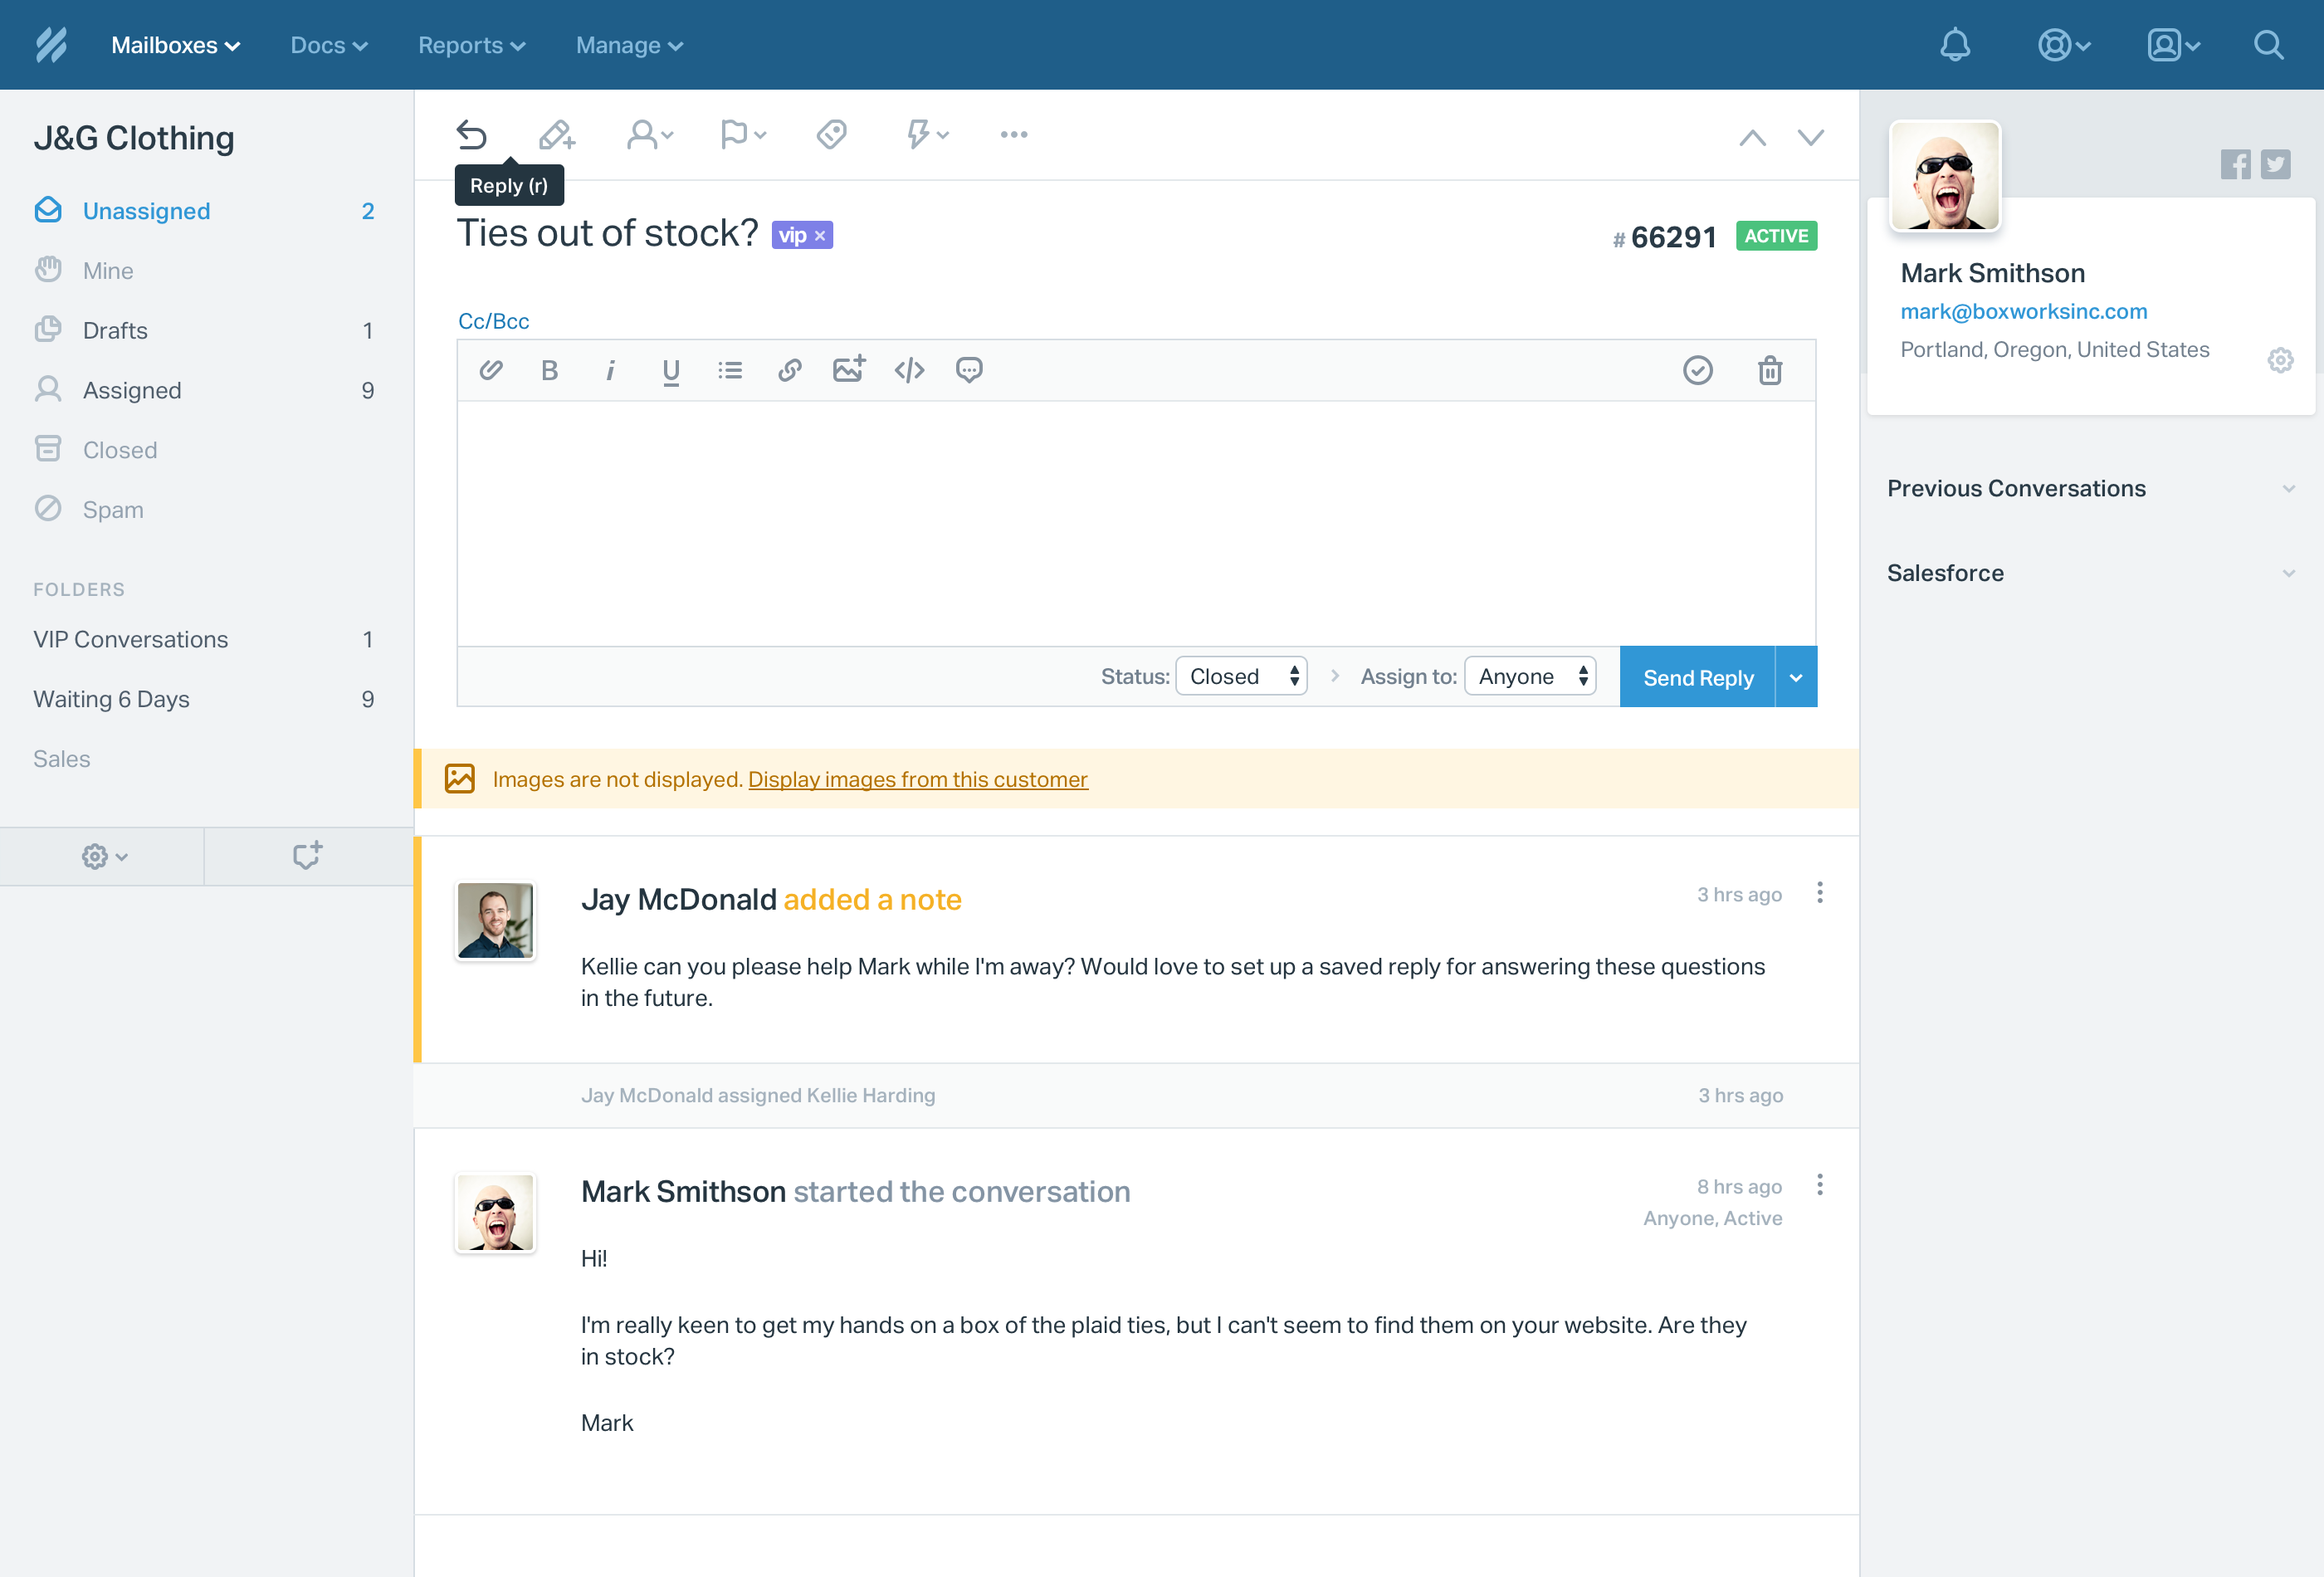 Mailboxes Docs Reports Manage
J&G Clothing
Unassigned 2
Mine
Drafts 1
Assigned 9
Closed
Spam
FOLDERS
VIP Conversations 1
Waiting 6 Days 9
Sales
Reply (r)
Ties out of stock? vip ×
# 66291 ACTIVE
Cc/Bcc
B i U
Status: Closed Assign to: Anyone Send Reply
Images are not displayed. Display images from this customer
Jay McDonald added a note 3 hrs ago
Kellie can you please help Mark while I'm away? Would love to set up a saved reply for answering these questions
in the future.
Jay McDonald assigned Kellie Harding 3 hrs ago
Mark Smithson started the conversation 8 hrs ago
Anyone, Active
Hi!
I'm really keen to get my hands on a box of the plaid ties, but I can't seem to find them on your website. Are they
in stock?
Mark
Mark Smithson
mark@boxworksinc.com
Portland, Oregon, United States
Previous Conversations
Salesforce